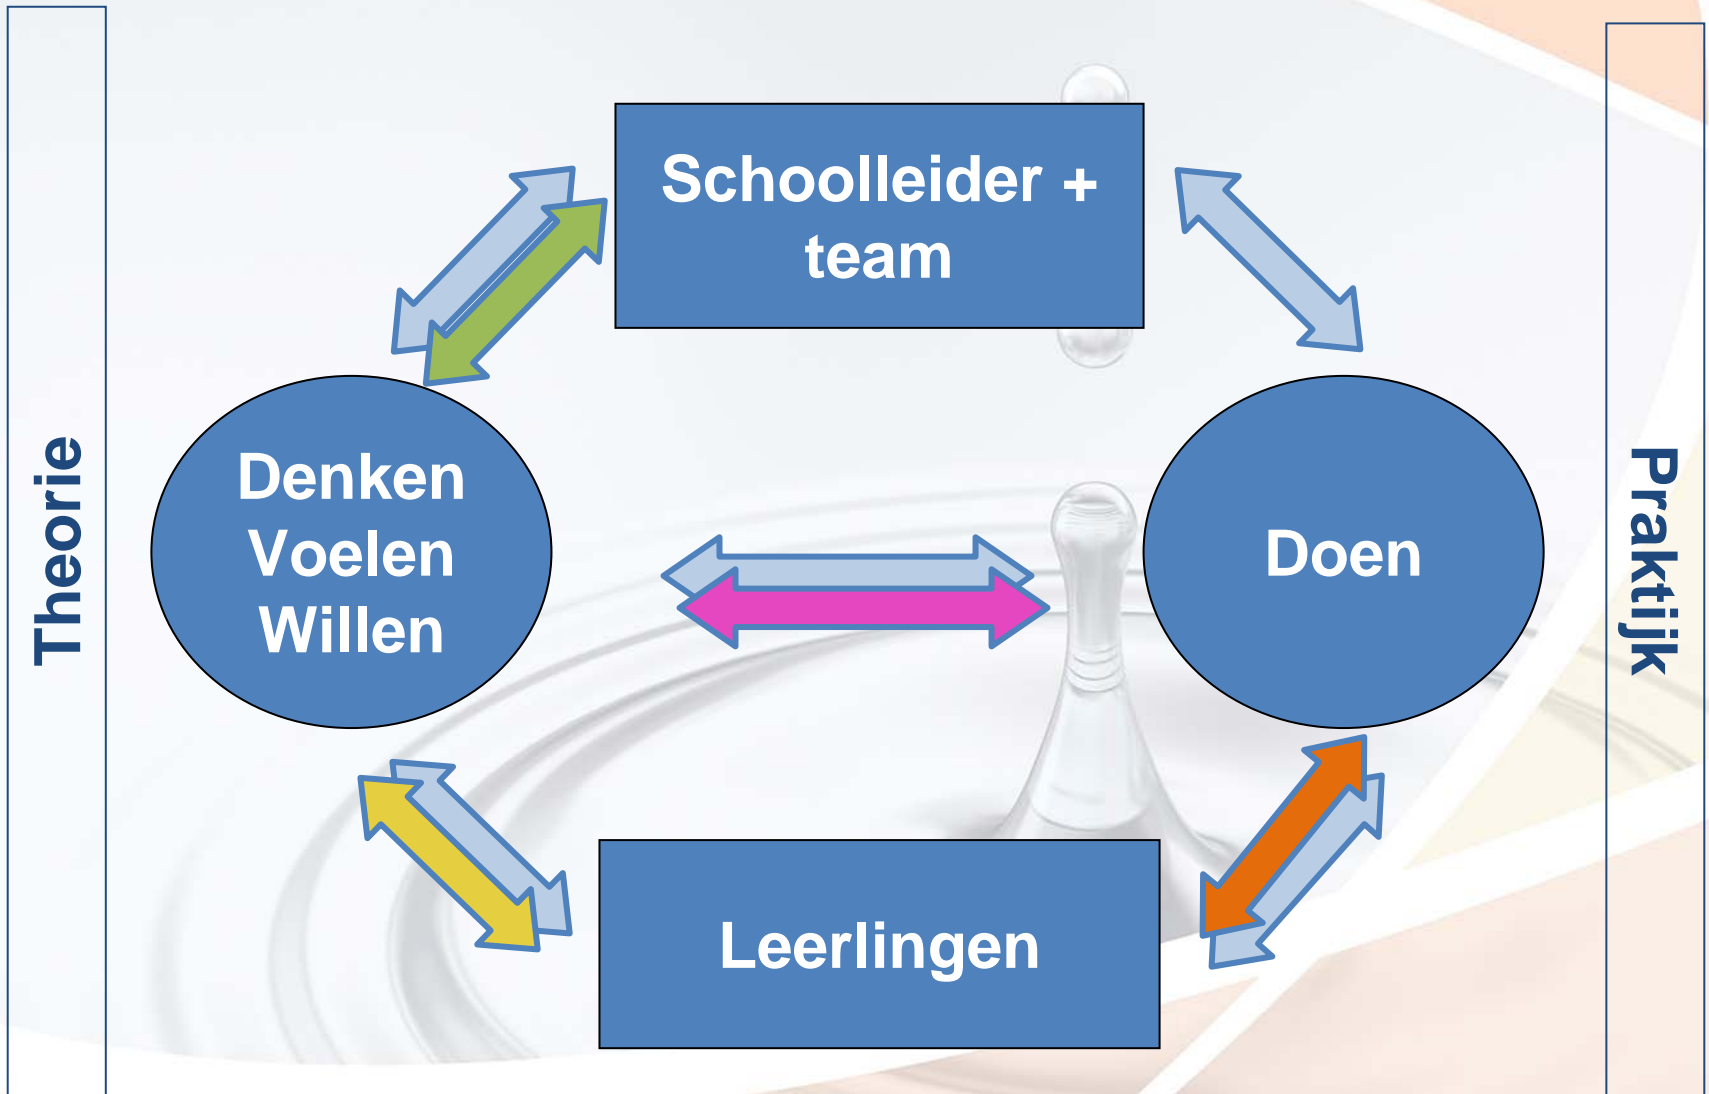 Theorie
Schoolleider +
team
Denken
Voelen
Willen
Doen
Leerlingen
Praktijk